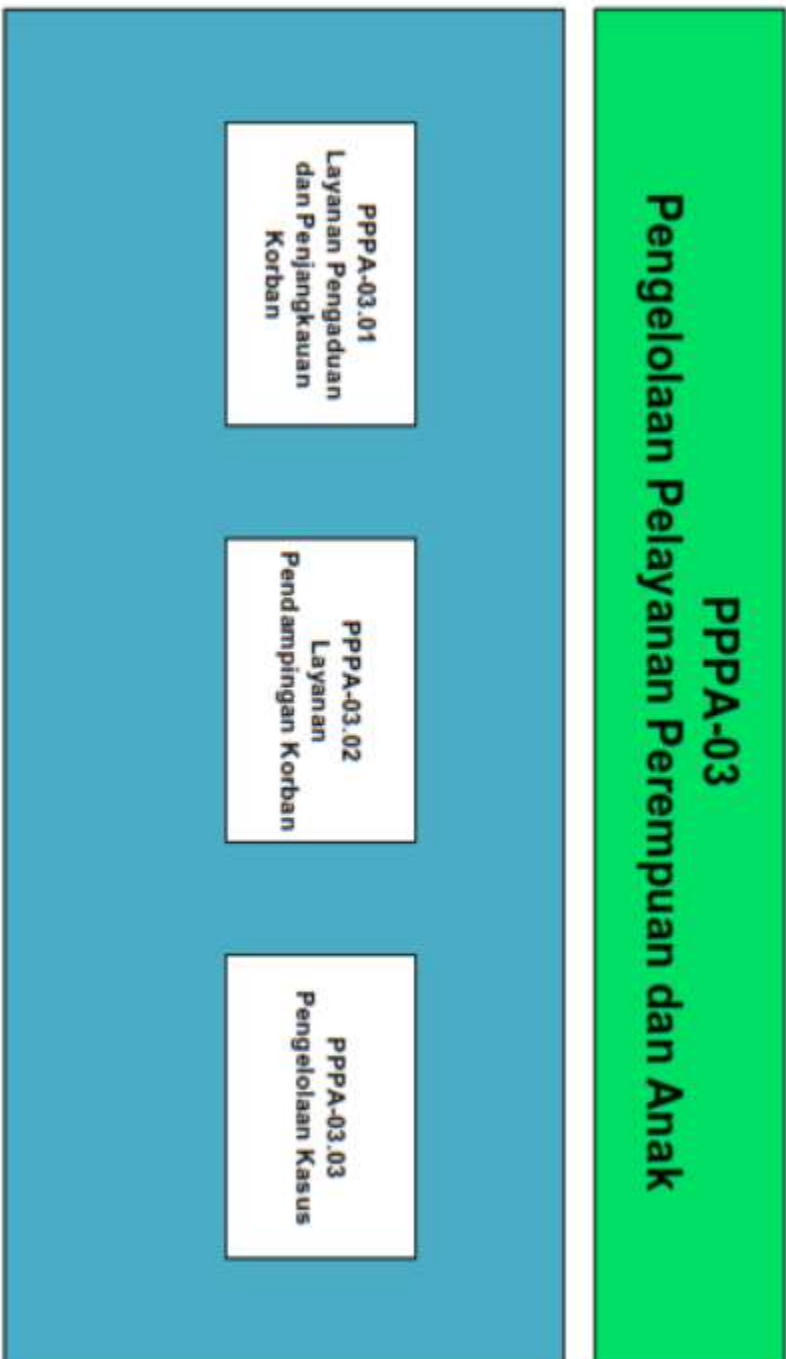 PPPA-03
Pengelolaan Pelayanan Perempuan dan Anak
PPPA-03.01
Layanan Pengaduan
dan Penjangkauan
Korban
PPPA-03.02
Layanan
Pendampingan Korban
PPPA-03.03
Pengelolaan Kasus